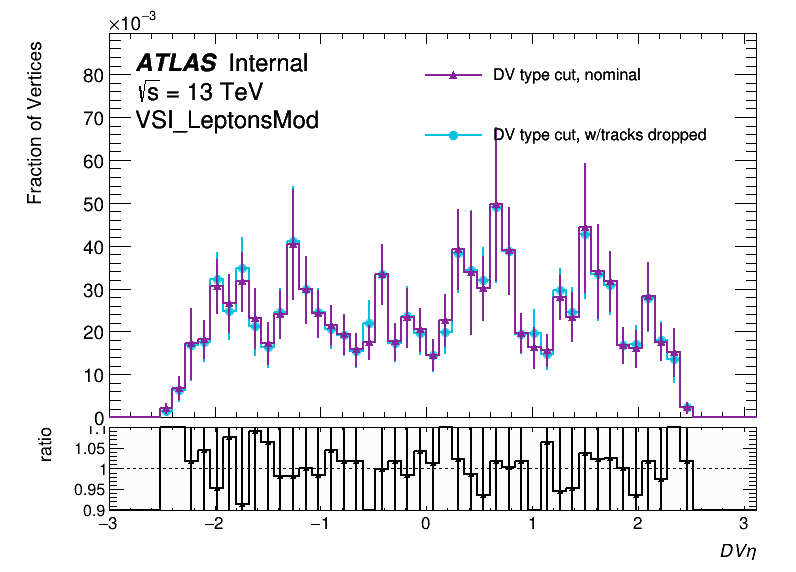 ×10⁻³
Fraction of Vertices
80
70
60
50
40
30
20
10
0
ATLAS Internal
√s = 13 TeV
VSI_LeptonsMod
DV type cut, nominal
DV type cut, w/tracks dropped
ratio
1.1
1.05
1
0.95
0.9
−3 −2 −1 0 1 2 3
DVη